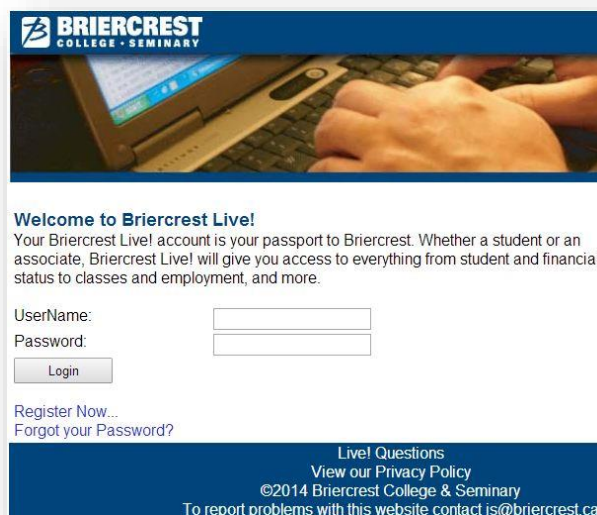 BRIERCREST
COLLEGE • SEMINARY
Welcome to Briercrest Live!
Your Briercrest Live! account is your passport to Briercrest. Whether a student or an
associate, Briercrest Live! will give you access to everything from student and financia
status to classes and employment, and more.
UserName:
Password:
Login
Register Now...
Forgot your Password?
Live! Questions
View our Privacy Policy
©2014 Briercrest College & Seminary
To report problems with this website contact is@briercrest.ca